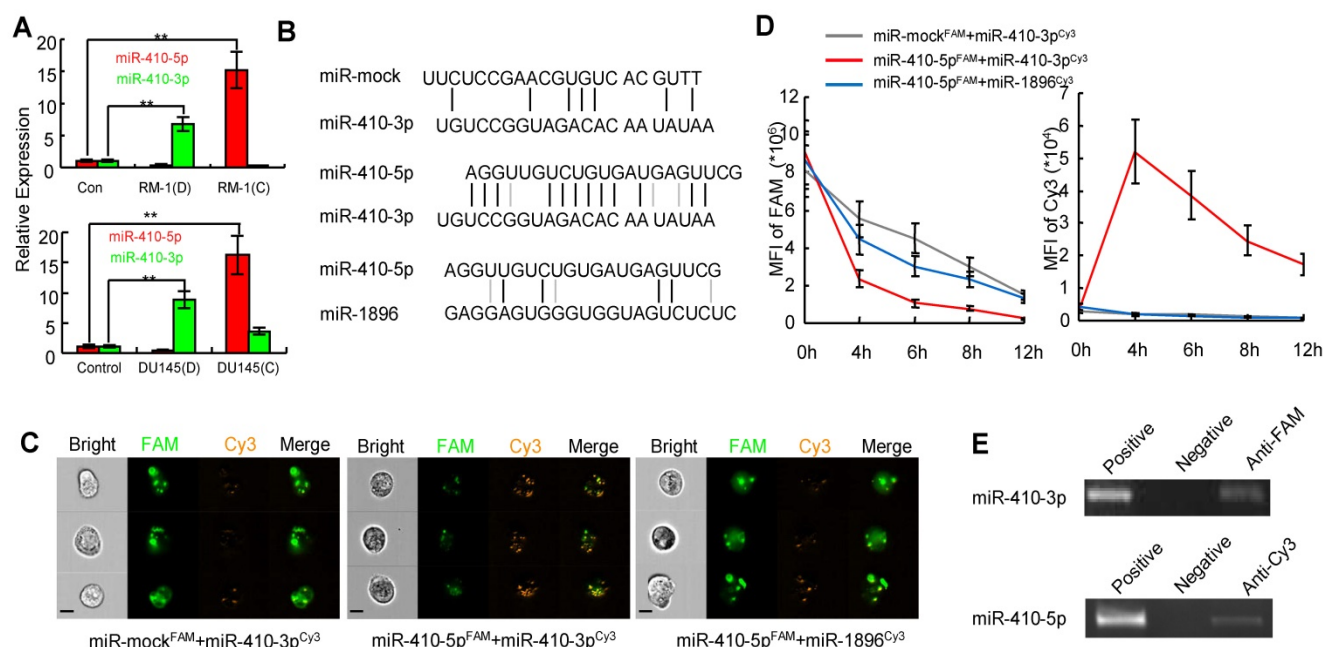 A
Relative Expression
20
15
10
5
0
**
miR-410-5p
miR-410-3p
**
Con RM-1(D) RM-1(C)
20
15
10
5
0
**
miR-410-5p
miR-410-3p
**
Control DU145(D) DU145(C)
B
miR-mock UUCUCCGAACGUGUC AC GUTT
miR-410-3p UGUCCGGUAGACAC AA UAUAA
miR-410-5p AGGUUGUCUGUGAUGAGUUCG
miR-410-3p UGUCCGGUAGACAC AA UAUAA
miR-410-5p AGGUUGUCUGUGAUGAGUUCG
miR-1896 GAGGAGUGGGUGGUAGUCUCUC
C
Bright FAM Cy3 Merge Bright FAM Cy3 Merge Bright FAM Cy3 Merge
miR-mockFAM+miR-410-3pCy3 miR-410-5pFAM+miR-410-3pCy3 miR-410-5pFAM+miR-1896Cy3
D
miR-mockFAM+miR-410-3pCy3
miR-410-5pFAM+miR-410-3pCy3
miR-410-5pFAM+miR-1896Cy3
MFI of FAM (*10⁶)
12
10
8
6
4
2
0
0h 4h 6h 8h 12h
MFI of Cy3 (*10⁴)
7
6
5
4
3
2
1
0
0h 4h 6h 8h 12h
E
Positive Negative Anti-FAM
miR-410-3p
Positive Negative Anti-Cy3
miR-410-5p